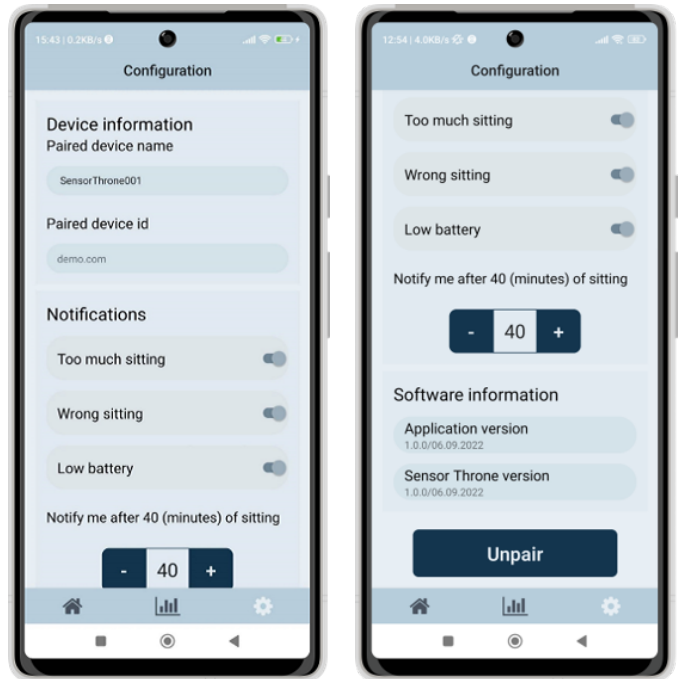 15:43 | 0.2KB/s
Configuration
Device information
Paired device name
SensorThrone001
Paired device id
demo.com
Notifications
Too much sitting
Wrong sitting
Low battery
Notify me after 40 (minutes) of sitting
- 40 +
12:54 | 4.0KB/s
Configuration
Too much sitting
Wrong sitting
Low battery
Notify me after 40 (minutes) of sitting
- 40 +
Software information
Application version
1.0.0/06.09.2022
Sensor Throne version
1.0.0/06.09.2022
Unpair